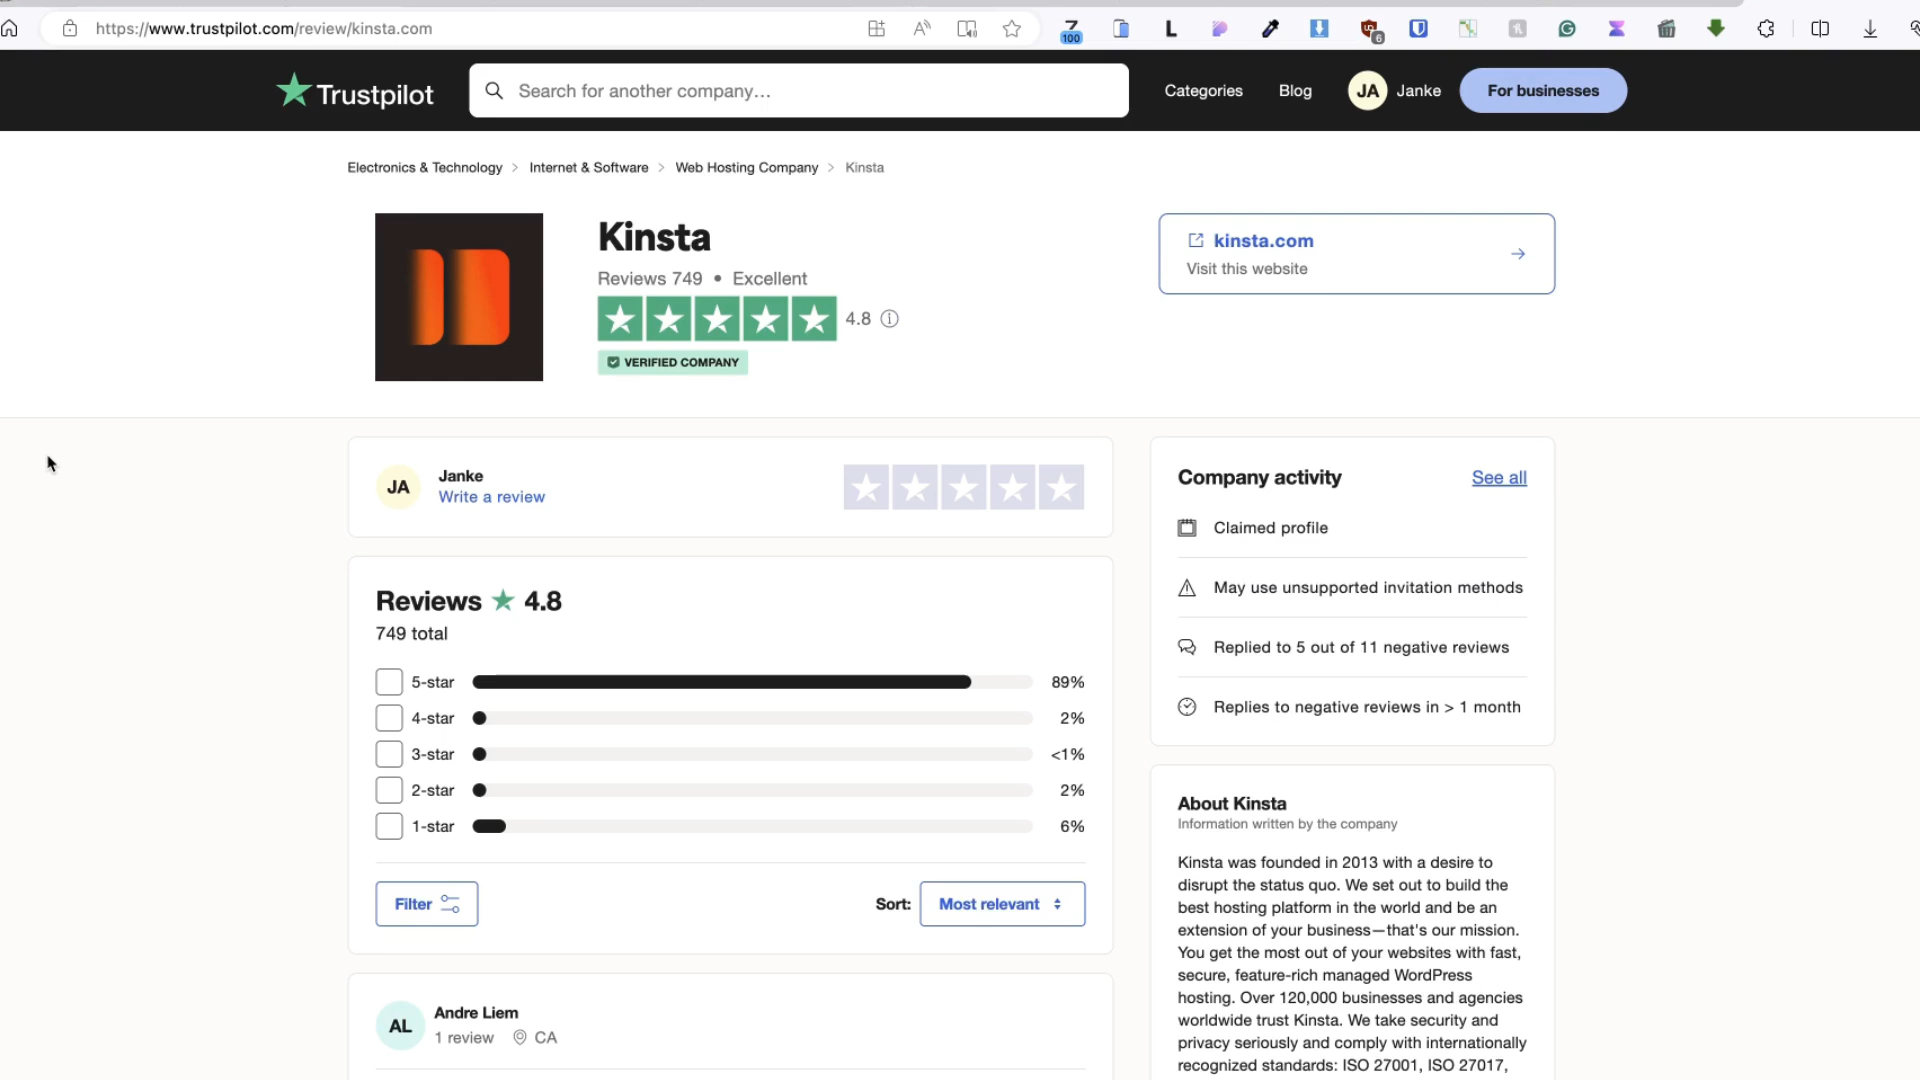 https://www.trustpilot.com/review/kinsta.com
100
6
Trustpilot
Search for another company...
Categories
Blog
JA
Janke
For businesses
Electronics & Technology > Internet & Software > Web Hosting Company > Kinsta
Kinsta
Reviews 749 • Excellent
4.8
VERIFIED COMPANY
kinsta.com
Visit this website
JA
Janke
Write a review
Reviews 4.8
749 total
5-star 89%
4-star 2%
3-star <1%
2-star 2%
1-star 6%
Filter
Sort: Most relevant
AL
Andre Liem
1 review CA
Company activity
See all
Claimed profile
May use unsupported invitation methods
Replied to 5 out of 11 negative reviews
Replies to negative reviews in > 1 month
About Kinsta
Information written by the company
Kinsta was founded in 2013 with a desire to
disrupt the status quo. We set out to build the
best hosting platform in the world and be an
extension of your business—that's our mission.
You get the most out of your websites with fast,
secure, feature-rich managed WordPress
hosting. Over 120,000 businesses and agencies
worldwide trust Kinsta. We take security and
privacy seriously and comply with internationally
recognized standards: ISO 27001, ISO 27017,